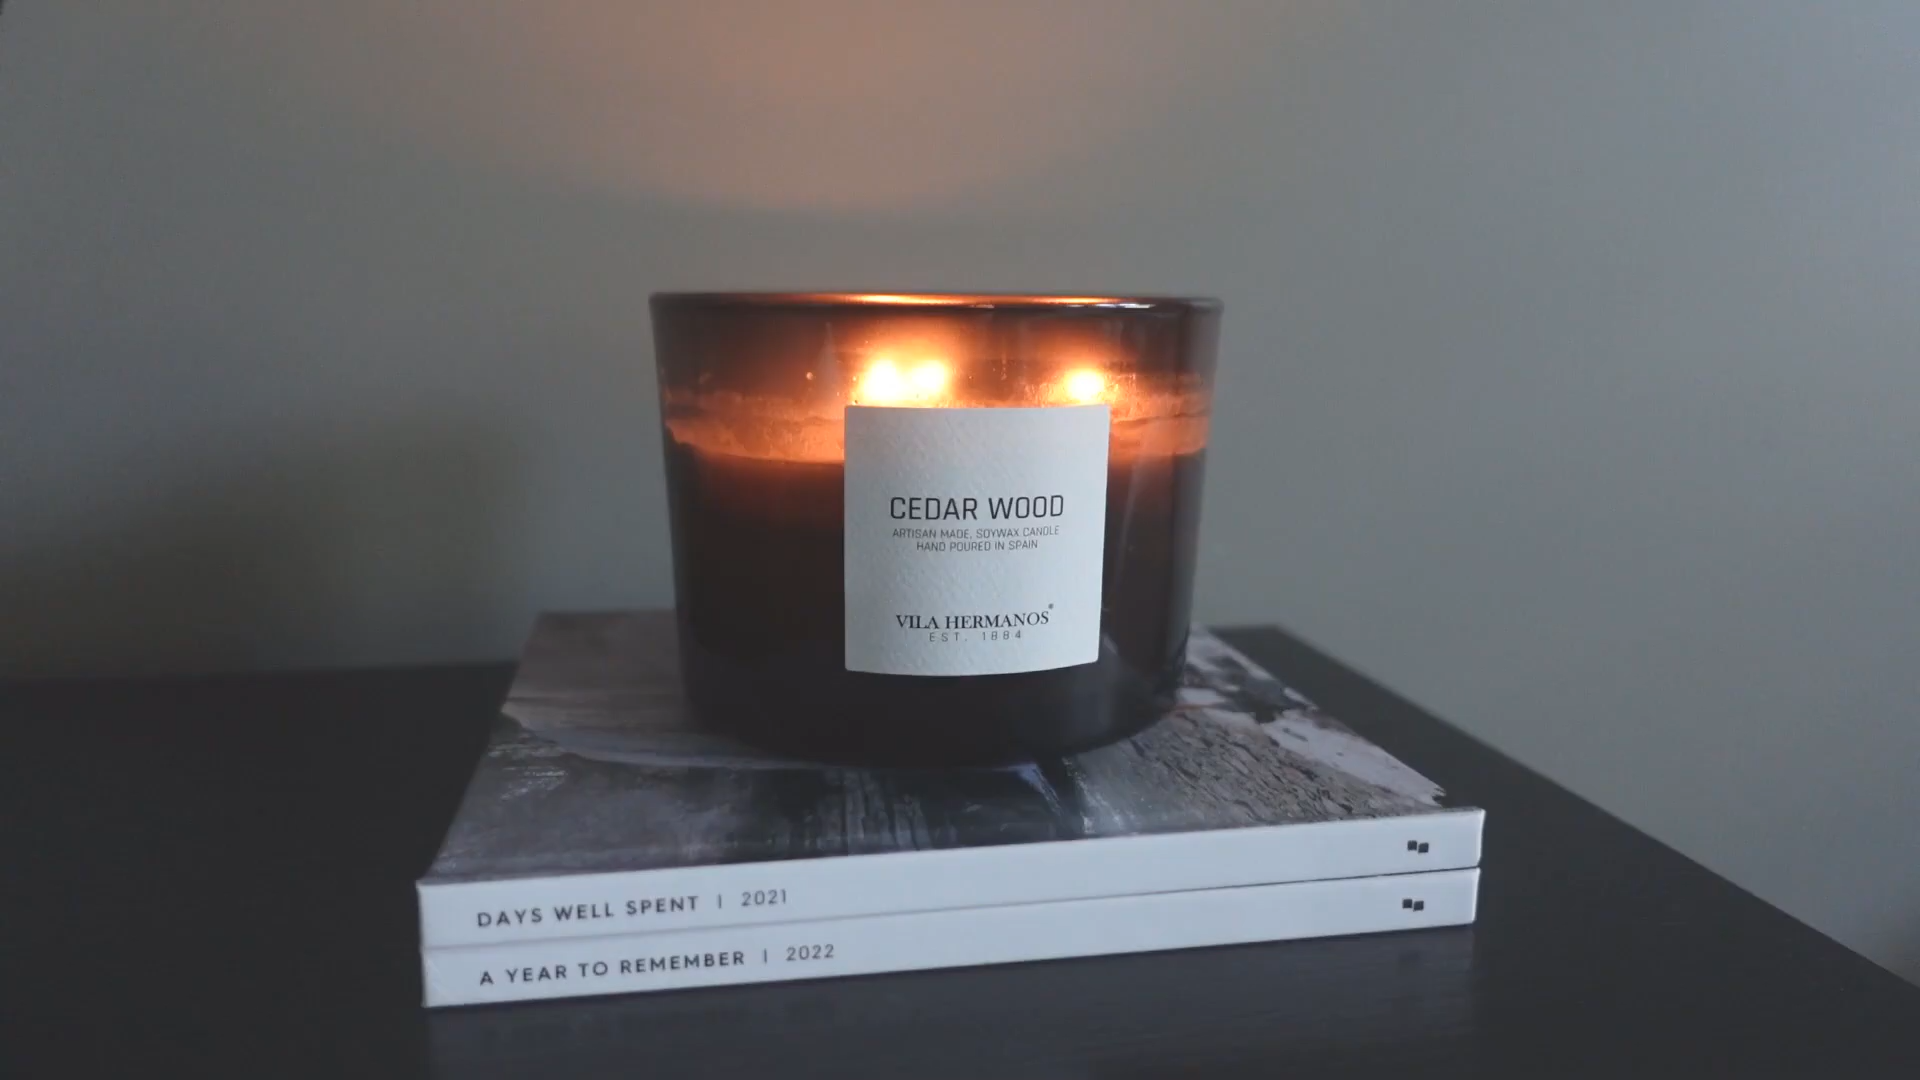 CEDAR WOOD
ARTISAN MADE, SOYWAX CANDLE
HAND POURED IN SPAIN
VILA HERMANOS®
EST. 1884
DAYS WELL SPENT | 2021
A YEAR TO REMEMBER | 2022